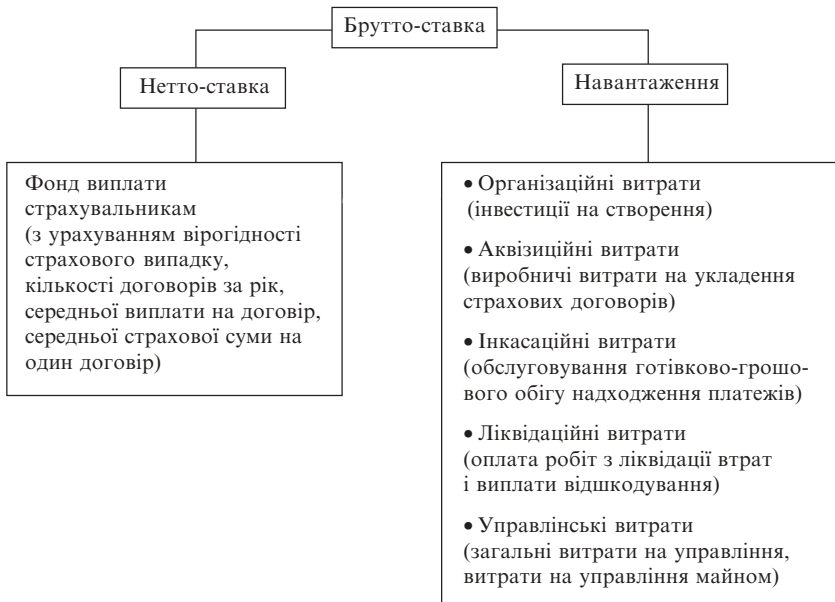 Брутто-ставка
Нетто-ставка
Навантаження
Фонд виплати
страхувальникам
(з урахуванням вірогідності
страхового випадку,
кількості договорів за рік,
середньої виплати на договір,
середньої страхової суми на
один договір)
• Організаційні витрати
(інвестиції на створення)
• Аквізиційні витрати
(виробничі витрати на укладення
страхових договорів)
• Інкасаційні витрати
(обслуговування готівково-грошо-
вого обігу надходження платежів)
• Ліквідаційні витрати
(оплата робіт з ліквідації втрат
і виплати відшкодування)
• Управлінські витрати
(загальні витрати на управління,
витрати на управління майном)